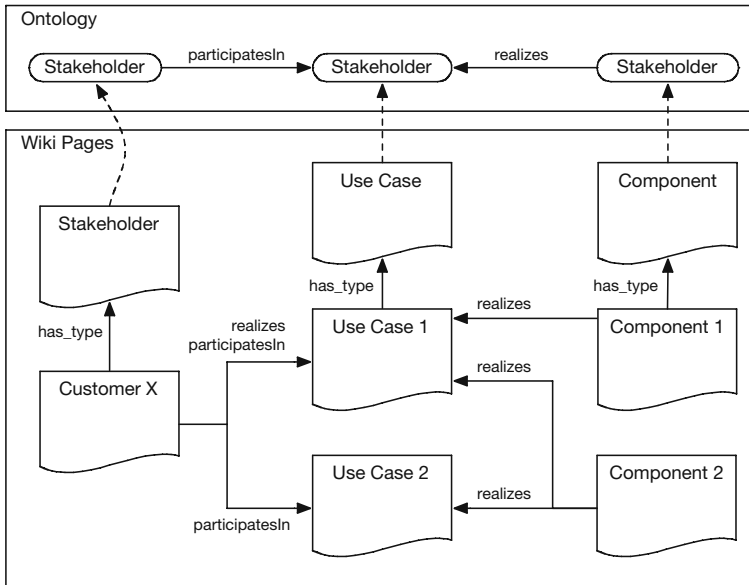 Ontology
Stakeholder
participatesIn
Stakeholder
realizes
Stakeholder
Wiki Pages
Use Case
Component
Stakeholder
has_type
has_type
has_type
realizes
participatesIn
Use Case 1
realizes
Component 1
Customer X
realizes
Use Case 2
Component 2
participatesIn
realizes